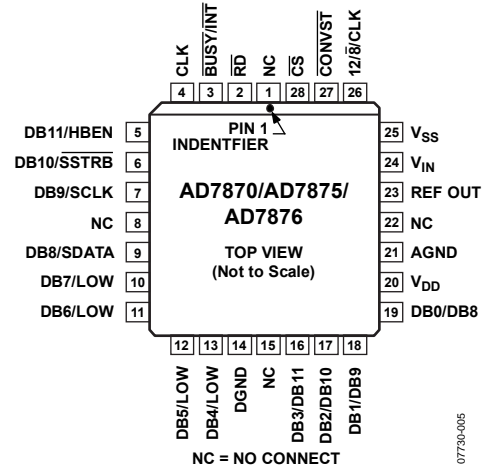 CLK
BUSY/INT
RD
NC
CS
CONVST
12/8/CLK
4
3
2
1
28
27
26
PIN 1
INDENTFIER
DB11/HBEN 5
DB10/SSTRB 6
DB9/SCLK 7
NC 8
DB8/SDATA 9
DB7/LOW 10
DB6/LOW 11
AD7870/AD7875/
AD7876
TOP VIEW
(Not to Scale)
25 VSS
24 VIN
23 REF OUT
22 NC
21 AGND
20 VDD
19 DB0/DB8
12
13
14
15
16
17
18
DB5/LOW
DB4/LOW
DGND
NC
DB3/DB11
DB2/DB10
DB1/DB9
NC = NO CONNECT
07730-005